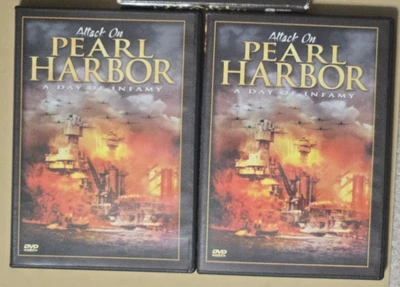 Attack On
PEARL
HARBOR
A DAY OF INFAMY
DVD
Attack On
PEARL
HARBOR
A DAY OF INFAMY
DVD